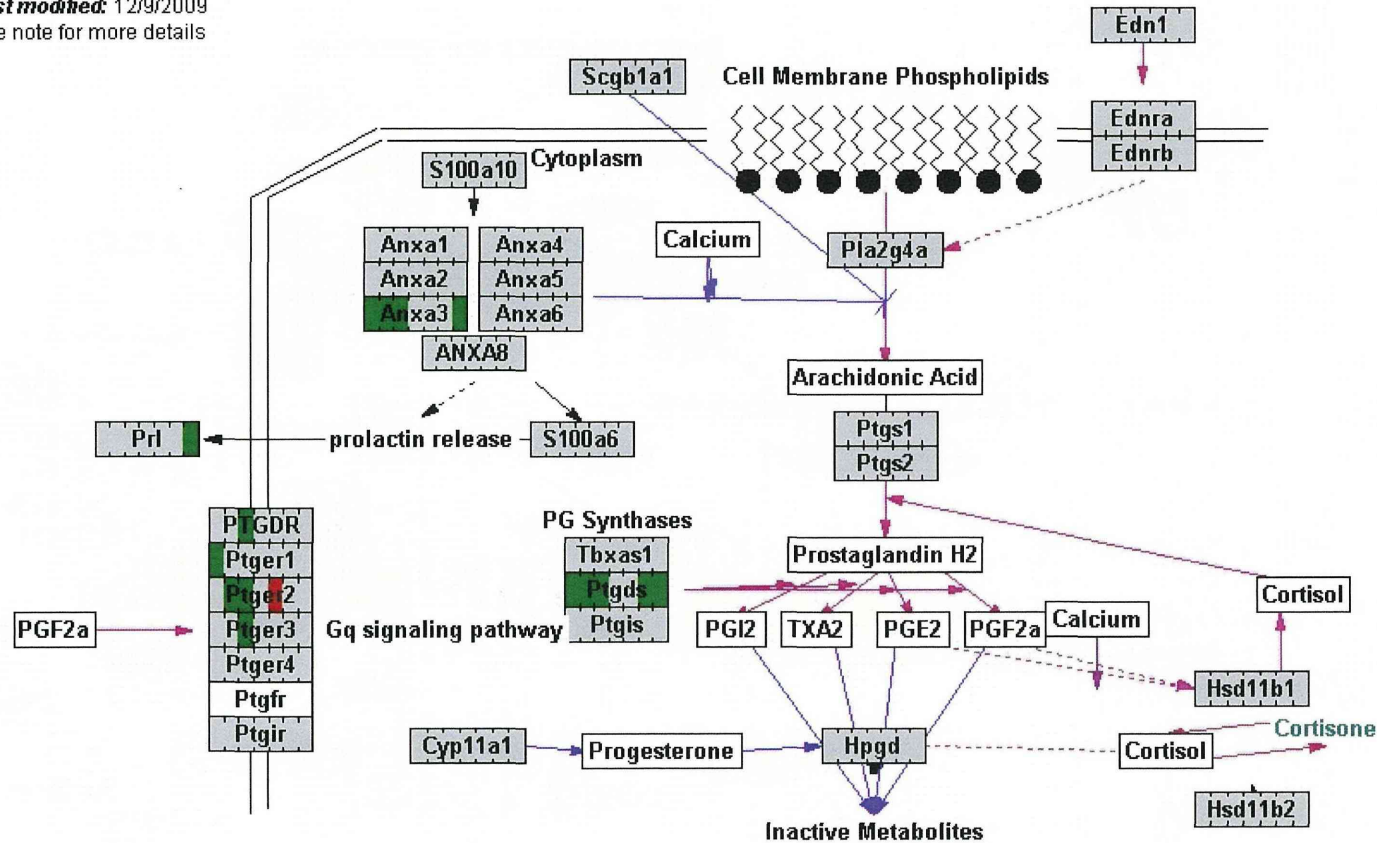 st modified: 12/9/2009
e note for more details
Edn1
Scgb1a1
Cell Membrane Phospholipids
Ednra
Ednrb
S100a10
Cytoplasm
Anxa1
Anxa4
Calcium
Pla2g4a
Anxa2
Anxa5
Anxa3
Anxa6
ANXA8
Arachidonic Acid
Prl
prolactin release
S100a6
Ptgs1
Ptgs2
PTGDR
Ptger1
Ptger2
Ptger3
Ptger4
Ptgfr
Ptgir
PGF2a
PG Synthases
Tbxas1
Ptgds
Ptgis
Gq signaling pathway
Prostaglandin H2
PGI2
TXA2
PGE2
PGF2a
Calcium
Cortisol
Hsd11b1
Cyp11a1
Progesterone
Hpgd
Cortisol
Cortisone
Hsd11b2
Inactive Metabolites